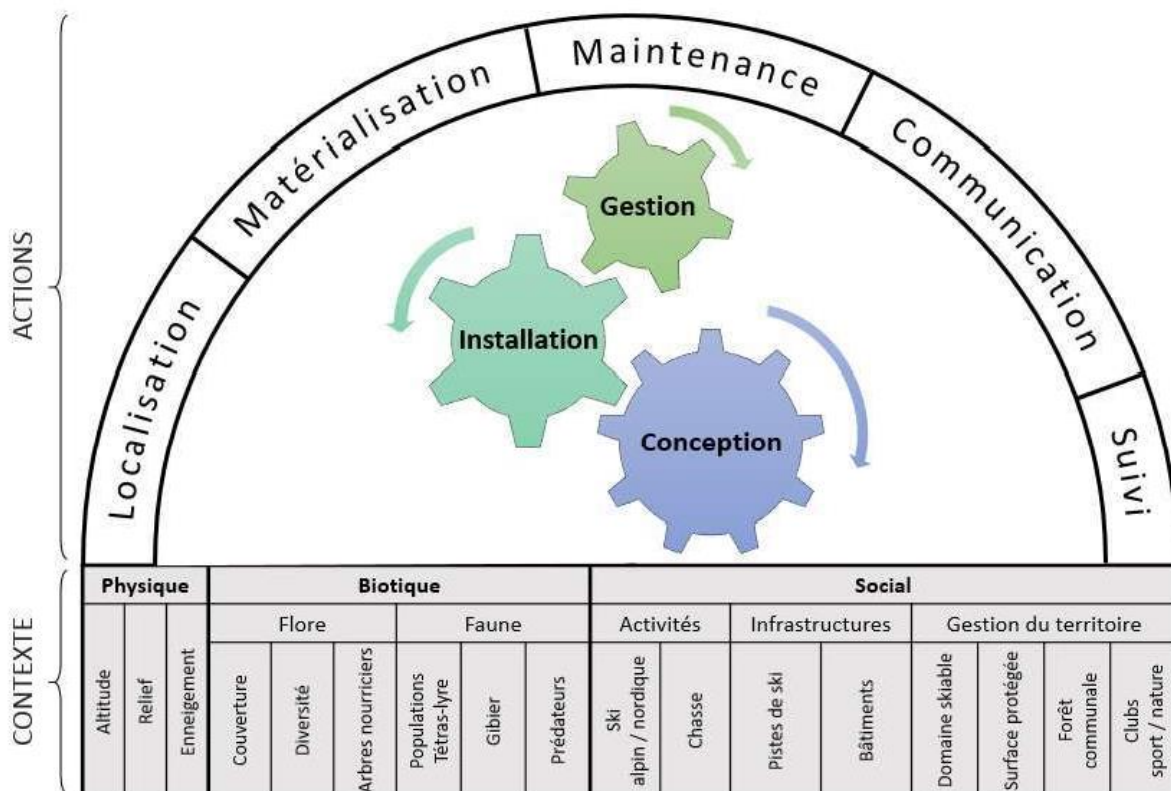 ACTIONS
Localisation
Matérialisation
Maintenance
Communication
Suivi
Gestion
Installation
Conception
CONTEXTE
Physique
Biotique
Social
Flore
Faune
Activités
Infrastructures
Gestion du territoire
Altitude
Relief
Enneigement
Couverture
Diversité
Arbres nourriciers
Populations
Tétras-lyre
Gibier
Prédateurs
Ski
alpin / nordique
Chasse
Pistes de ski
Bâtiments
Domaine skiable
Surface protégée
Forêt
communale
Clubs
sport / nature